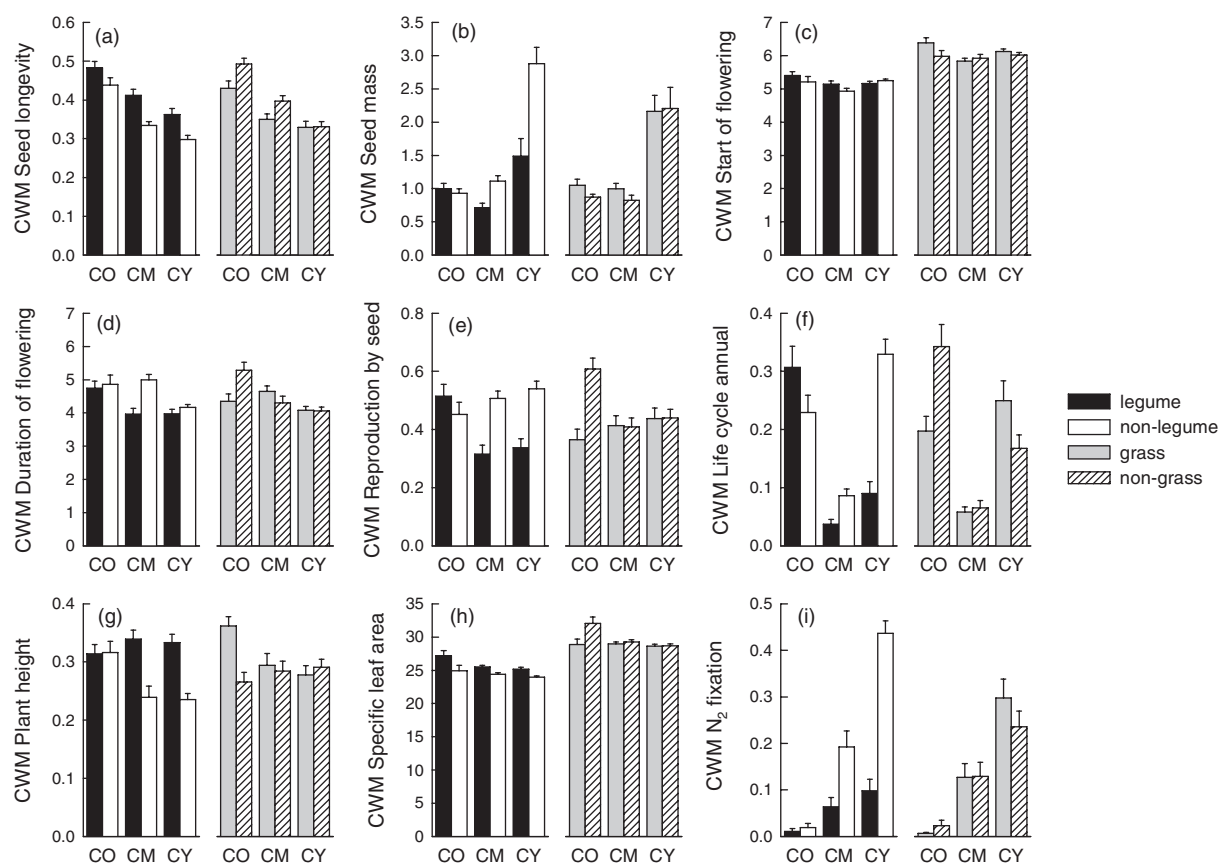 (a)
CWM Seed longevity
0.6
0.5
0.4
0.3
0.2
0.1
0.0
CO CM CY CO CM CY
(b)
CWM Seed mass
3.5
3.0
2.5
2.0
1.5
1.0
0.5
0.0
CO CM CY CO CM CY
(c)
CWM Start of flowering
7
6
5
4
3
2
1
0
CO CM CY CO CM CY
(d)
CWM Duration of flowering
7
6
5
4
3
2
1
0
CO CM CY CO CM CY
(e)
CWM Reproduction by seed
0.8
0.6
0.4
0.2
0.0
CO CM CY CO CM CY
(f)
CWM Life cycle annual
0.4
0.3
0.2
0.1
0.0
CO CM CY CO CM CY
legume
non-legume
grass
non-grass
(g)
CWM Plant height
0.4
0.3
0.2
0.1
0.0
CO CM CY CO CM CY
(h)
CWM Specific leaf area
35
30
25
20
15
10
5
0
CO CM CY CO CM CY
(i)
CWM N₂ fixation
0.5
0.4
0.3
0.2
0.1
0.0
CO CM CY CO CM CY